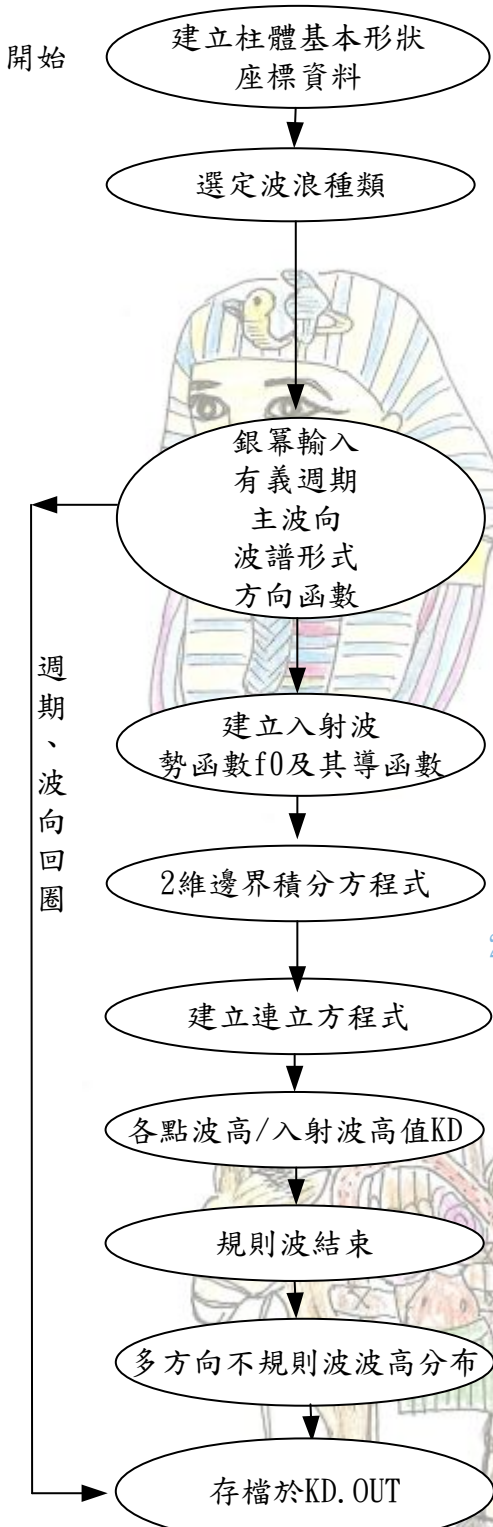 開始
建立柱體基本形狀
座標資料
選定波浪種類
銀冪輸入
有義週期
主波向
波譜形式
方向函數
週期、波向回圈
建立入射波
勢函數f0及其導函數
2維邊界積分方程式
建立連立方程式
各點波高/入射波高值KD
規則波結束
多方向不規則波波高分布
存檔於KD.OUT